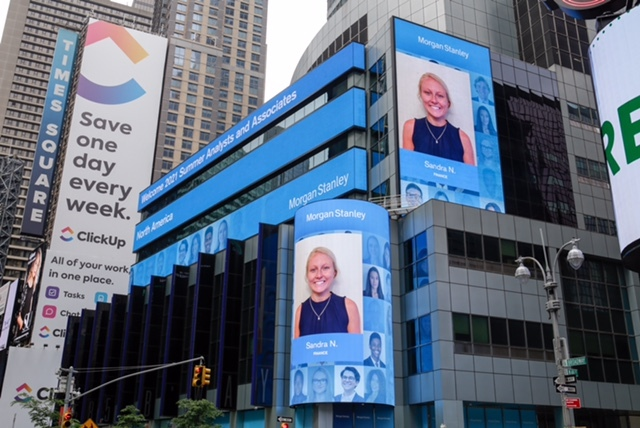 TIMES SQUARE
Save
one
day
every
week.
ClickUp
All of your work
in one place.
Tasks
Chat
Welcome 2021 Summer Analysts and Associates
North America
Morgan Stanley
Morgan Stanley
Sandra N.
Morgan Stanley
Sandra N.
RE